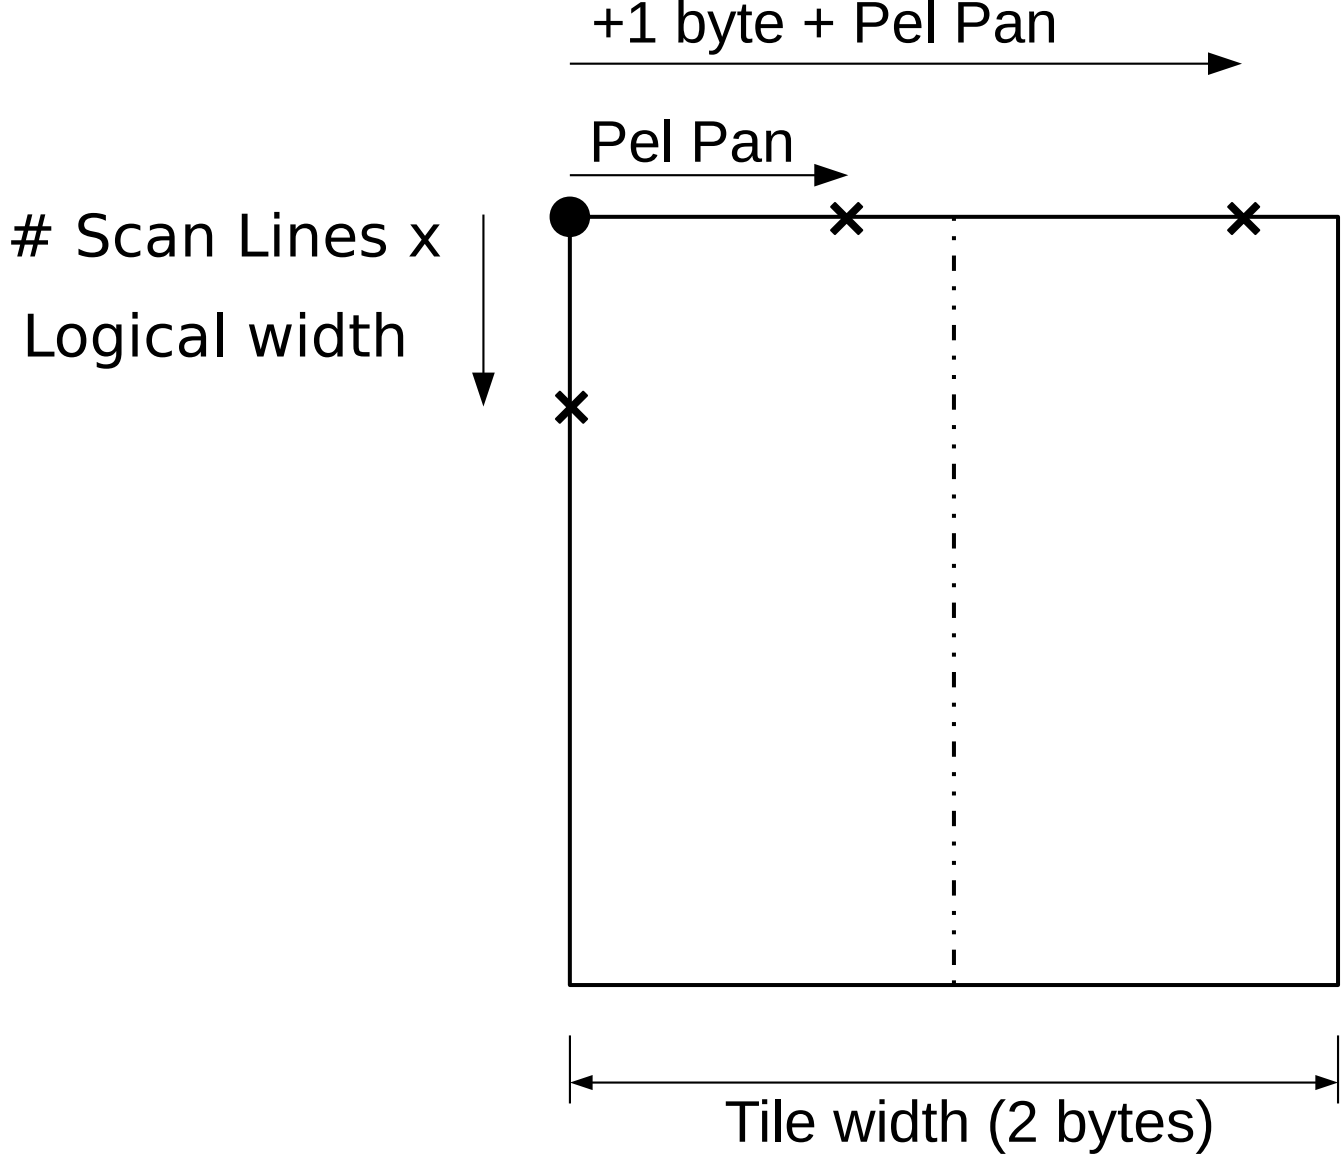 +1 byte + Pel Pan
Pel Pan
# Scan Lines x
Logical width
Tile width (2 bytes)